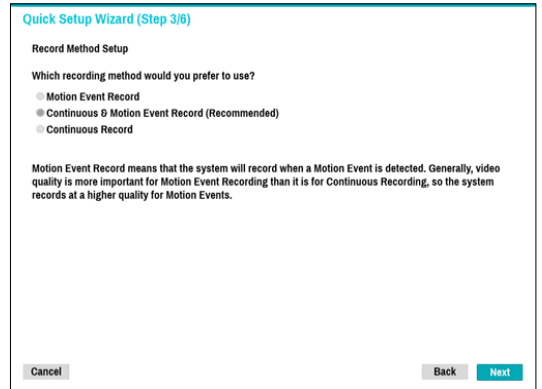 Quick Setup Wizard (Step 3/6)
Record Method Setup
Which recording method would you prefer to use?
Motion Event Record
Continuous & Motion Event Record (Recommended)
Continuous Record
Motion Event Record means that the system will record when a Motion Event is detected. Generally, video
quality is more important for Motion Event Recording than it is for Continuous Recording, so the system
records at a higher quality for Motion Events.
Cancel
Back
Next